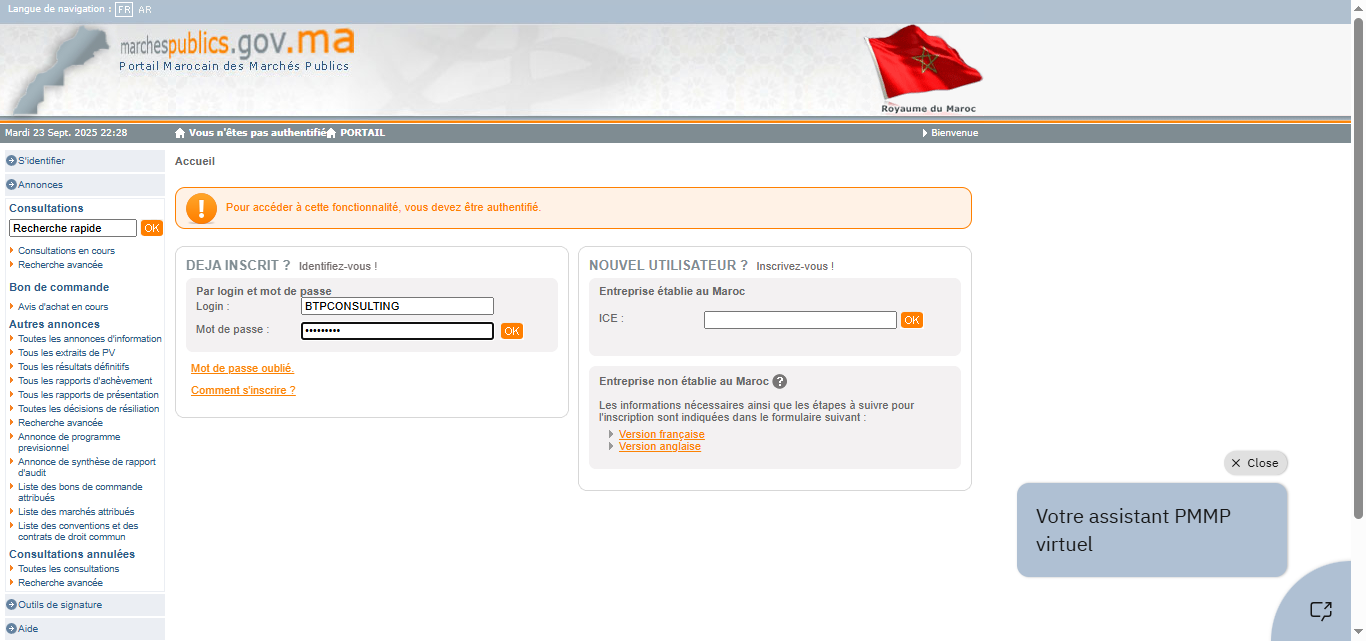 Langue de navigation : FR AR
marchespublics.gov.ma
Portail Marocain des Marchés Publics
Royaume du Maroc
Mardi 23 Sept. 2025 22:28
Vous n'êtes pas authentifié
PORTAIL
Bienvenue
S'identifier
Annonces
Consultations
Recherche rapide
OK
Consultations en cours
Recherche avancée
Bon de commande
Avis d'achat en cours
Autres annonces
Toutes les annonces d'information
Tous les extraits de PV
Tous les résultats définitifs
Tous les rapports d'achèvement
Tous les rapports de présentation
Toutes les décisions de résiliation
Recherche avancée
Annonce de programme
previsionnel
Annonce de synthèse de rapport
d'audit
Liste des bons de commande
attribués
Liste des marchés attribués
Liste des conventions et des
contrats de droit commun
Consultations annulées
Toutes les consultations
Recherche avancée
Outils de signature
Aide
Accueil
Pour accéder à cette fonctionnalité, vous devez être authentifié.
DEJA INSCRIT ? Identifiez-vous !
Par login et mot de passe
Login : BTPCONSULTING
Mot de passe : ••••••••• OK
Mot de passe oublié.
Comment s'inscrire ?
NOUVEL UTILISATEUR ? Inscrivez-vous !
Entreprise établie au Maroc
ICE : OK
Entreprise non établie au Maroc ?
Les informations nécessaires ainsi que les étapes à suivre pour
l'inscription sont indiquées dans le formulaire suivant :
Version française
Version anglaise
Close
Votre assistant PMMP
virtuel